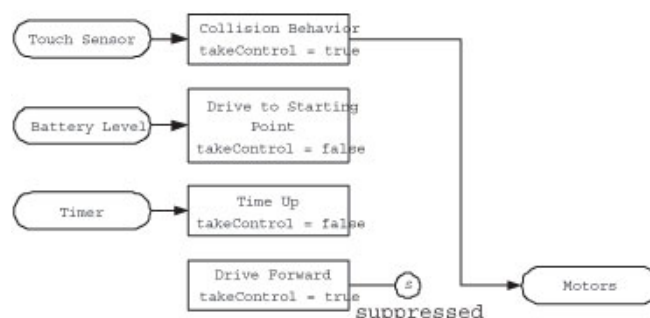 Touch Sensor
Collision Behavior
takeControl = true
Battery Level
Drive to Starting
Point
takeControl = false
Timer
Time Up
takeControl = false
Drive Forward
takeControl = true
s
suppressed
Motors